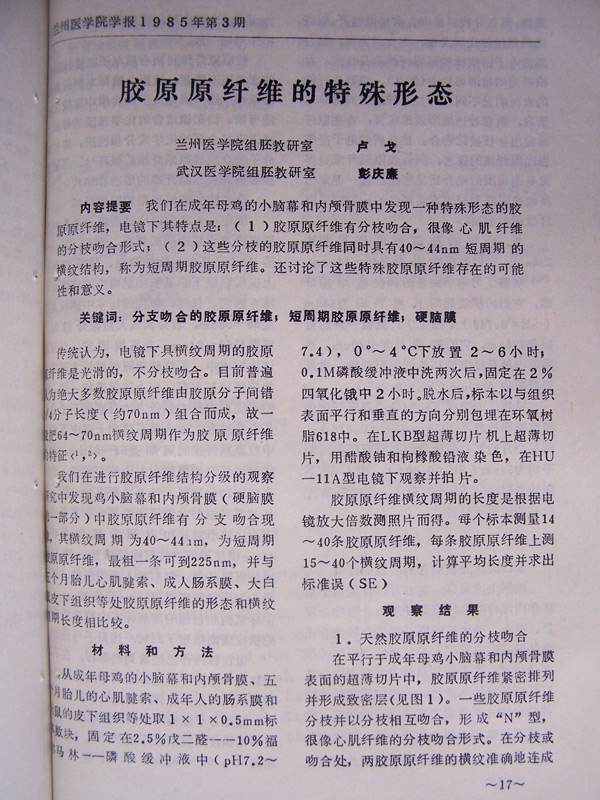 兰州医学院学报1985年第3期
胶原原纤维的特殊形态
兰州医学院组胚教研室 卢戈
武汉医学院组胚教研室 彭庆廉
内容提要 我们在成年母鸡的小脑幕和内颅骨膜中发现一种特殊形态的胶
原原纤维，电镜下其特点是：（1）胶原原纤维有分枝吻合，很像心肌纤维
的分枝吻合形式；（2）这些分枝的胶原原纤维同时具有40～44nm短周期的
横纹结构，称为短周期胶原原纤维。还讨论了这些特殊胶原原纤维存在的可能
性和意义。
关键词：分支吻合的胶原原纤维；短周期胶原原纤维；硬脑膜
传统认为，电镜下具横纹周期的胶原
纤维是光滑的，不分枝吻合。目前普遍
为绝大多数胶原原纤维由胶原分子间错
4分子长度（约70nm）组合而成，故一
把64～70nm横纹周期作为胶原原纤维
的特征〈1,2〉。
我们在进行胶原纤维结构分级的观察
究中发现鸡小脑幕和内颅骨膜（硬脑膜
一部分）中胶原原纤维有分支吻合现
，其横纹周期为40～44nm，为短周期
原原纤维，最粗一条可到225nm，并与
个月胎儿心肌腱索、成人肠系膜、大白
皮下组织等处胶原原纤维的形态和横纹
期长度相比较。
材料和方法
从成年母鸡的小脑幕和内颅骨膜、五
月胎儿的心肌腱索、成年人的肠系膜和
鼠的皮下组织等处取1×1×0.5mm标
数块，固定在2.5%戊二醛——10%福
马林——磷酸缓冲液中（pH7.2～
7.4），0°～4℃下放置2～6小时；
0.1M磷酸缓冲液中洗两次后，固定在2%
四氧化锇中2小时。脱水后，标本以与组织
表面平行和垂直的方向分别包埋在环氧树
脂618中。在LKB型超薄切片机上超薄切
片，用醋酸铀和枸橼酸铅液染色，在HU
—11A型电镜下观察并拍片。
胶原原纤维横纹周期的长度是根据电
镜放大倍数测照片而得。每个标本测量14
～40条胶原原纤维，每条胶原原纤维上测
15～40个横纹周期，计算平均长度并求出
标准误（SE）
观察结果
1．天然胶原原纤维的分枝吻合
在平行于成年母鸡小脑幕和内颅骨膜
表面的超薄切片中，胶原原纤维紧密排列
并形成致密层（见图1）。一些胶原原纤维
分枝并以分枝相互吻合，形成“N”型，
很像心肌纤维的分枝吻合形式。在分枝或
吻合处，两胶原原纤维的横纹准确地连成
～17～